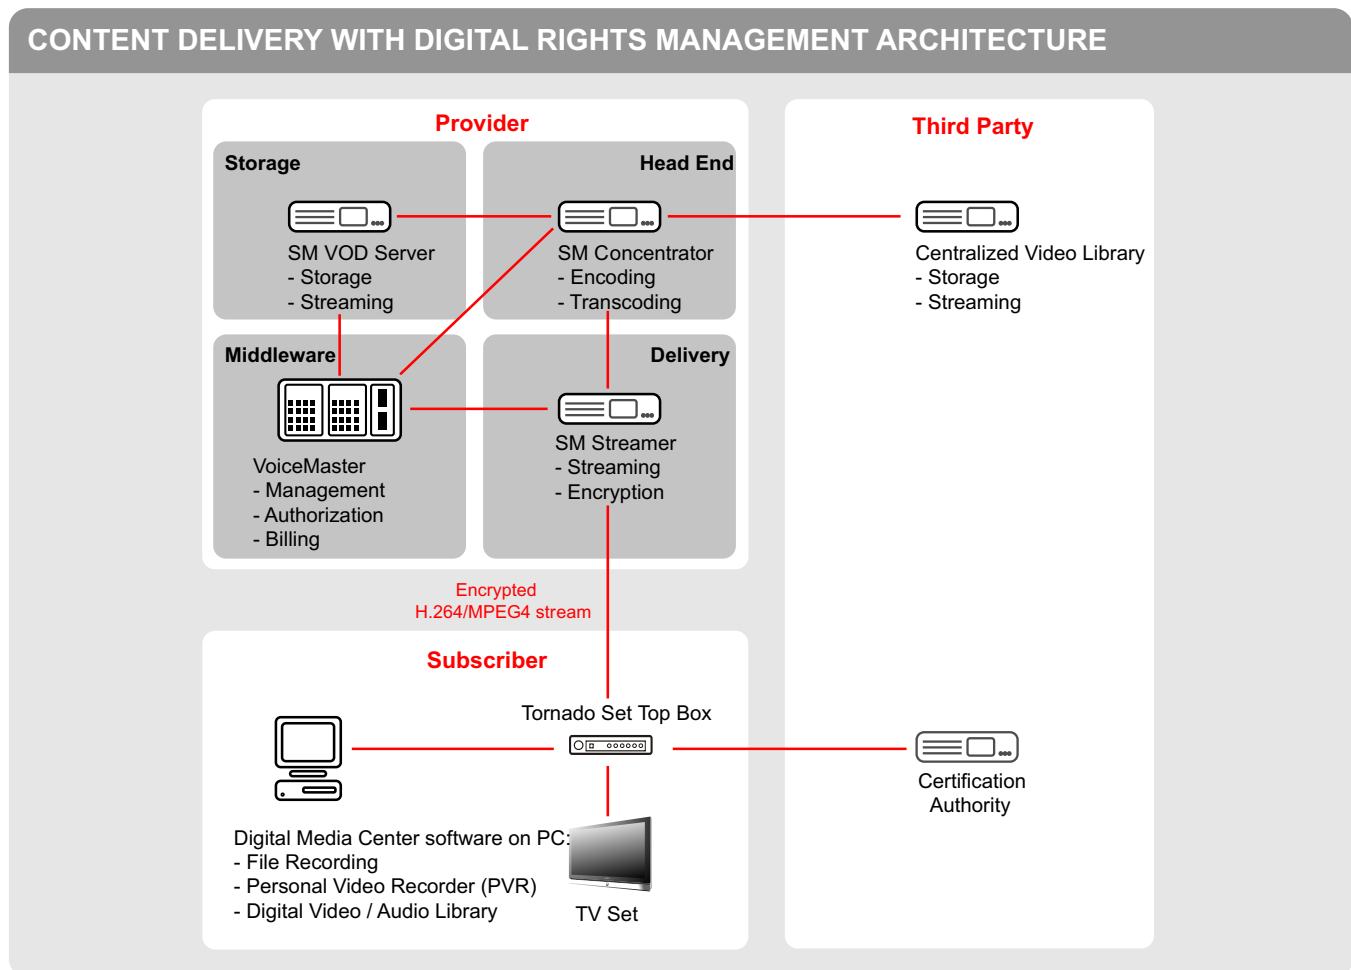 CONTENT DELIVERY WITH DIGITAL RIGHTS MANAGEMENT ARCHITECTURE
Provider
Storage
SM VOD Server
- Storage
- Streaming
Head End
SM Concentrator
- Encoding
- Transcoding
Middleware
VoiceMaster
- Management
- Authorization
- Billing
Delivery
SM Streamer
- Streaming
- Encryption
Third Party
Centralized Video Library
- Storage
- Streaming
Encrypted
H.264/MPEG4 stream
Subscriber
Tornado Set Top Box
Digital Media Center software on PC:
- File Recording
- Personal Video Recorder (PVR)
- Digital Video / Audio Library
TV Set
Certification
Authority